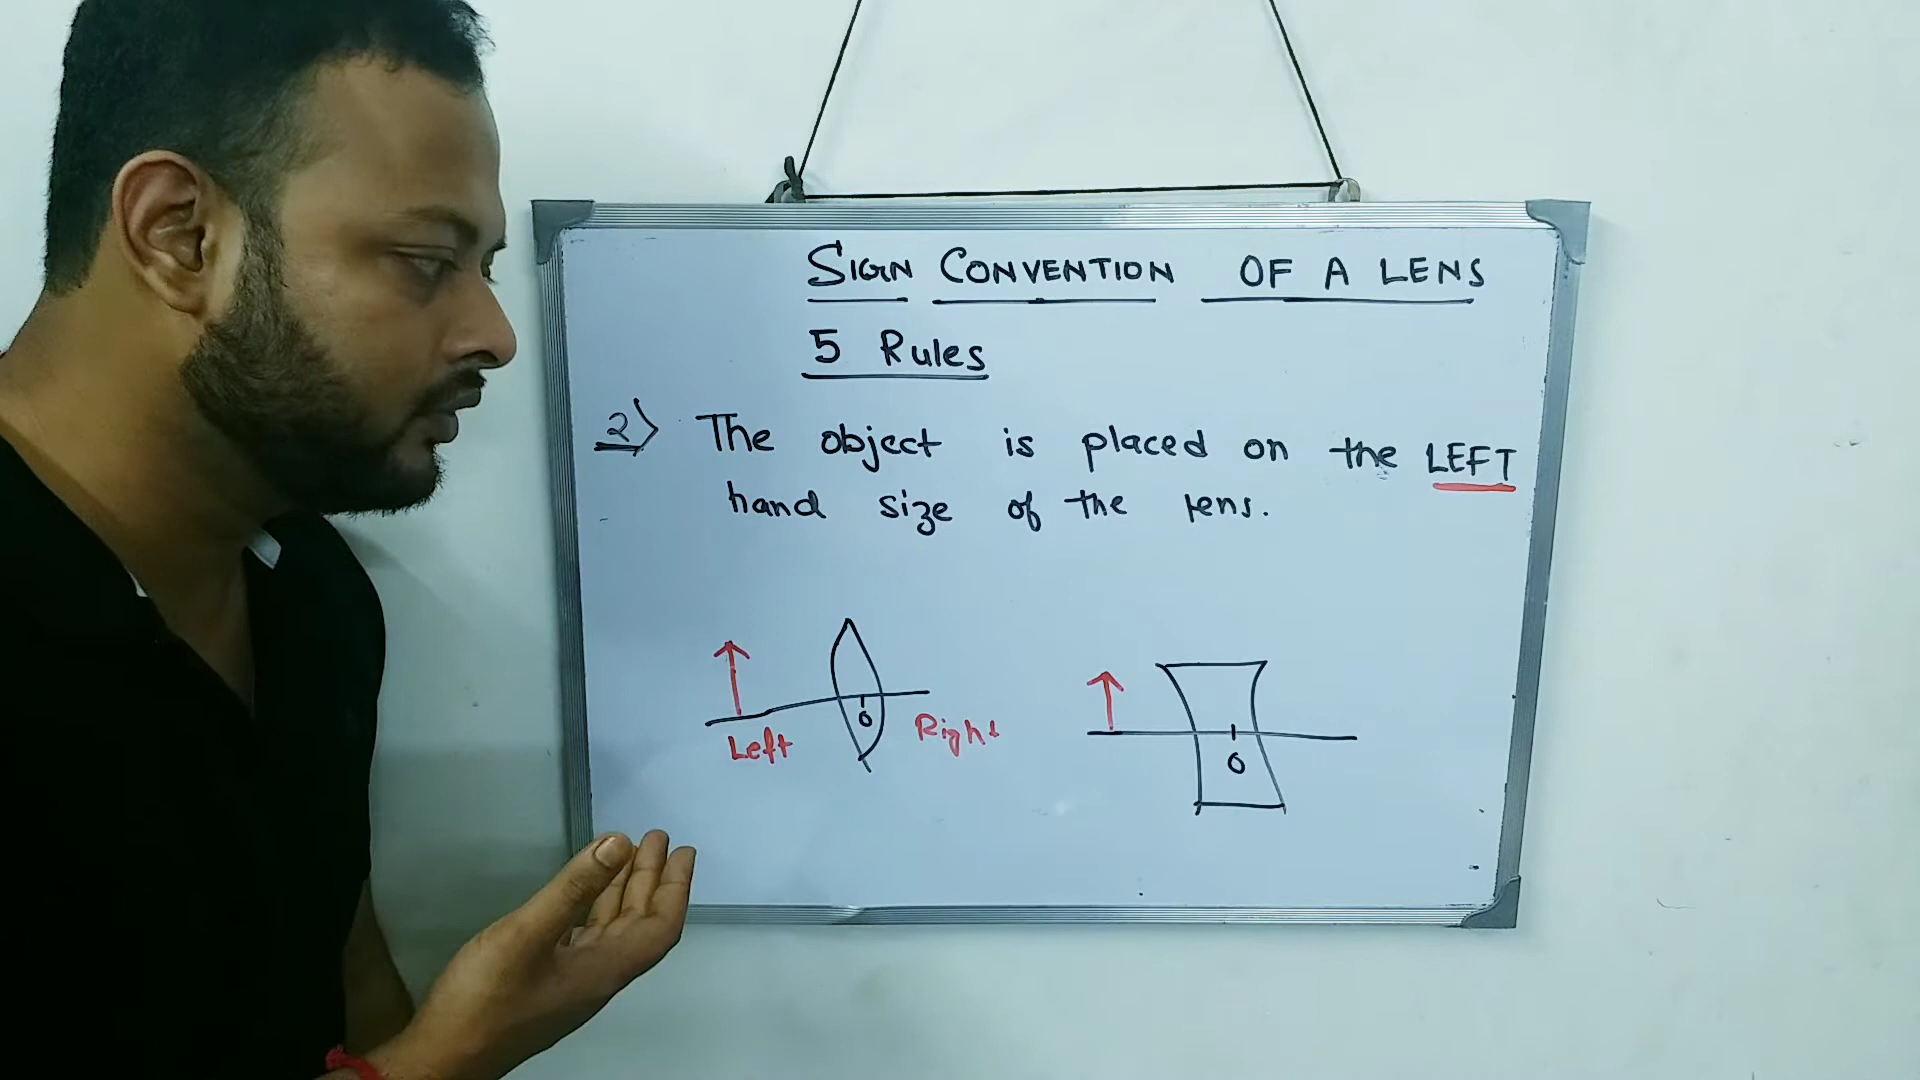 SIGN CONVENTION OF A LENS
5 Rules
2) The object is placed on the LEFT
hand size of the lens.
Left
O
Right
O